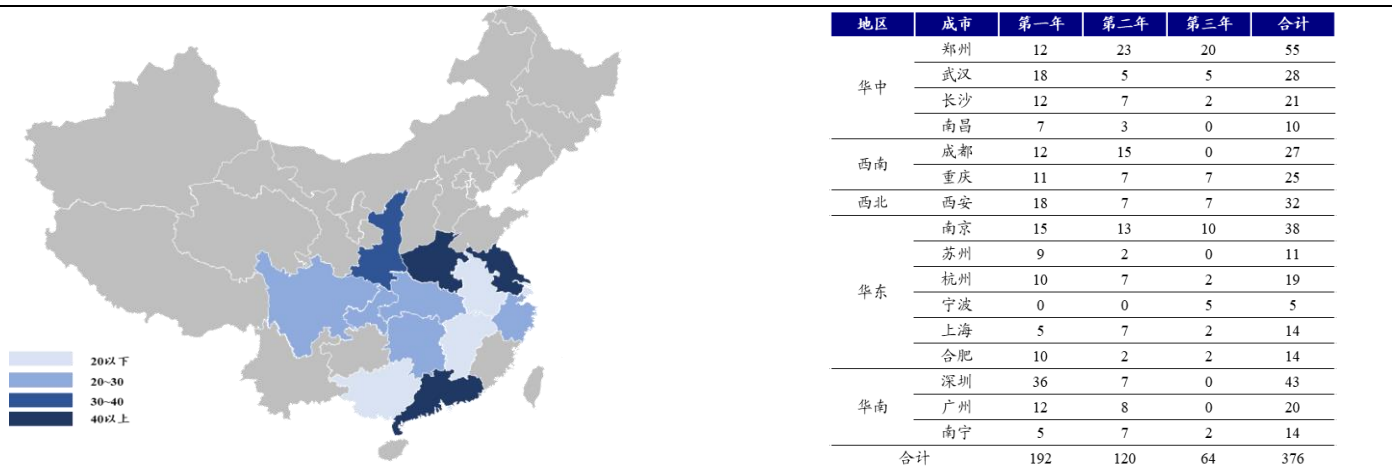 20以下
20~30
30~40
40以上
地区 成市 第一年 第二年 第三年 合计
华中 郑州 12 23 20 55
武汉 18 5 5 28
长沙 12 7 2 21
南昌 7 3 0 10
西南 成都 12 15 0 27
重庆 11 7 7 25
西北 西安 18 7 7 32
华东 南京 15 13 10 38
苏州 9 2 0 11
杭州 10 7 2 19
宁波 0 0 5 5
上海 5 7 2 14
合肥 10 2 2 14
华南 深圳 36 7 0 43
广州 12 8 0 20
南宁 5 7 2 14
合计 192 120 64 376